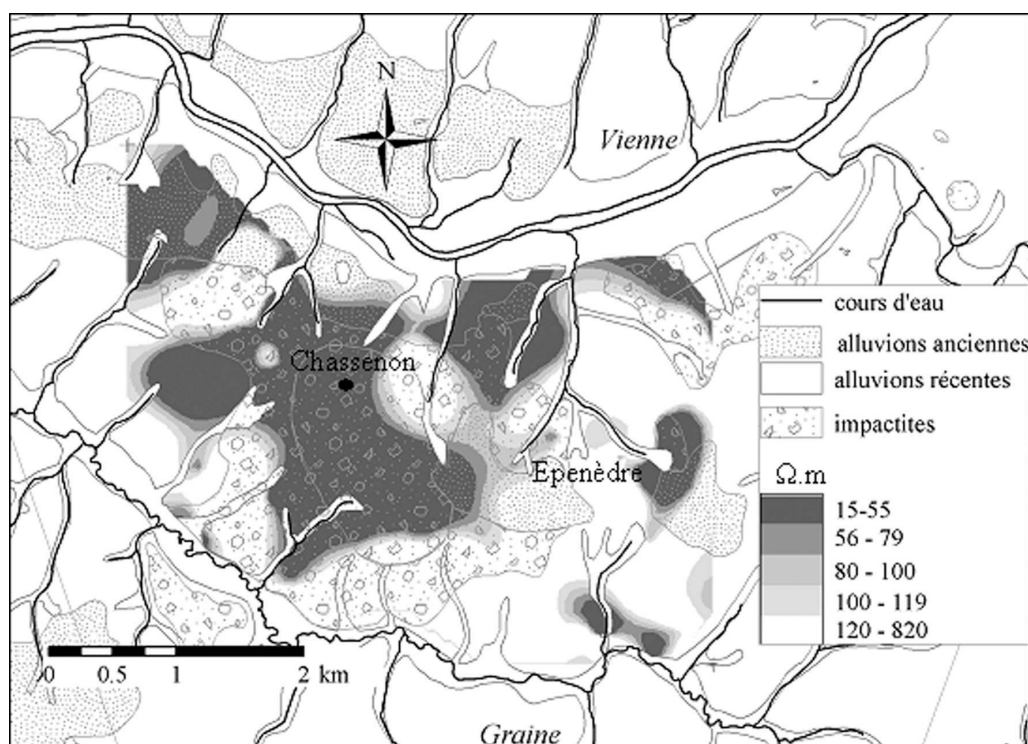 N
Vienne
Chassenon
Epenèdre
cours d'eau
alluvions anciennes
alluvions récentes
impactites
Ω.m
15-55
56 - 79
80 - 100
100 - 119
120 - 820
0 0.5 1 2 km
Graine